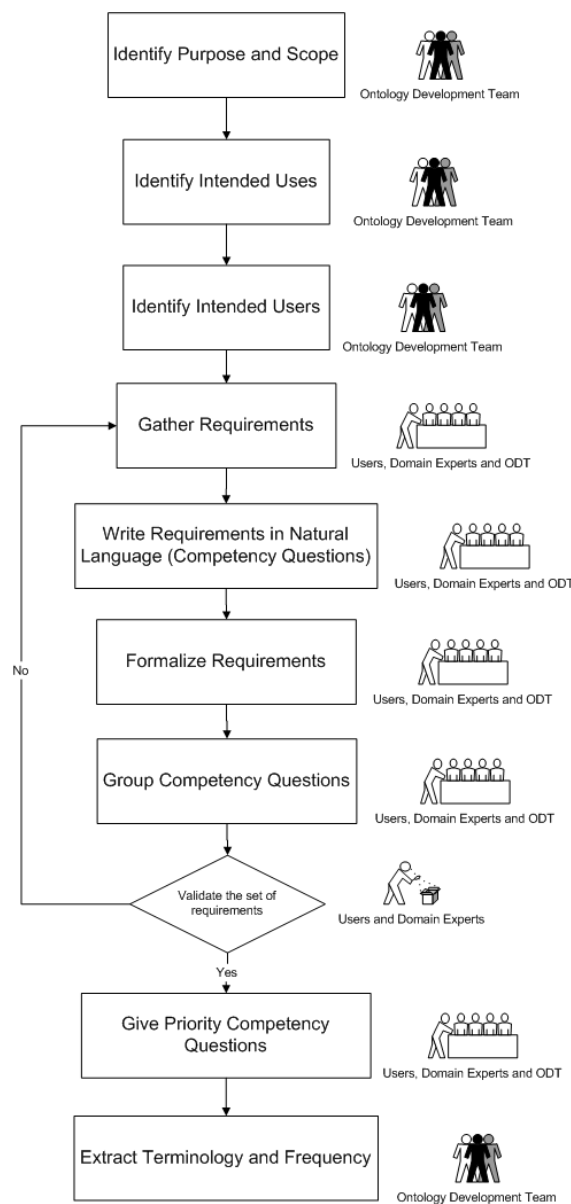 Identify Purpose and Scope
Ontology Development Team
Identify Intended Uses
Ontology Development Team
Identify Intended Users
Ontology Development Team
Gather Requirements
Users, Domain Experts and ODT
Write Requirements in Natural
Language (Competency Questions)
Users, Domain Experts and ODT
Formalize Requirements
Users, Domain Experts and ODT
No
Group Competency Questions
Users, Domain Experts and ODT
Validate the set of
requirements
Users and Domain Experts
Yes
Give Priority Competency
Questions
Users, Domain Experts and ODT
Extract Terminology and Frequency
Ontology Development Team